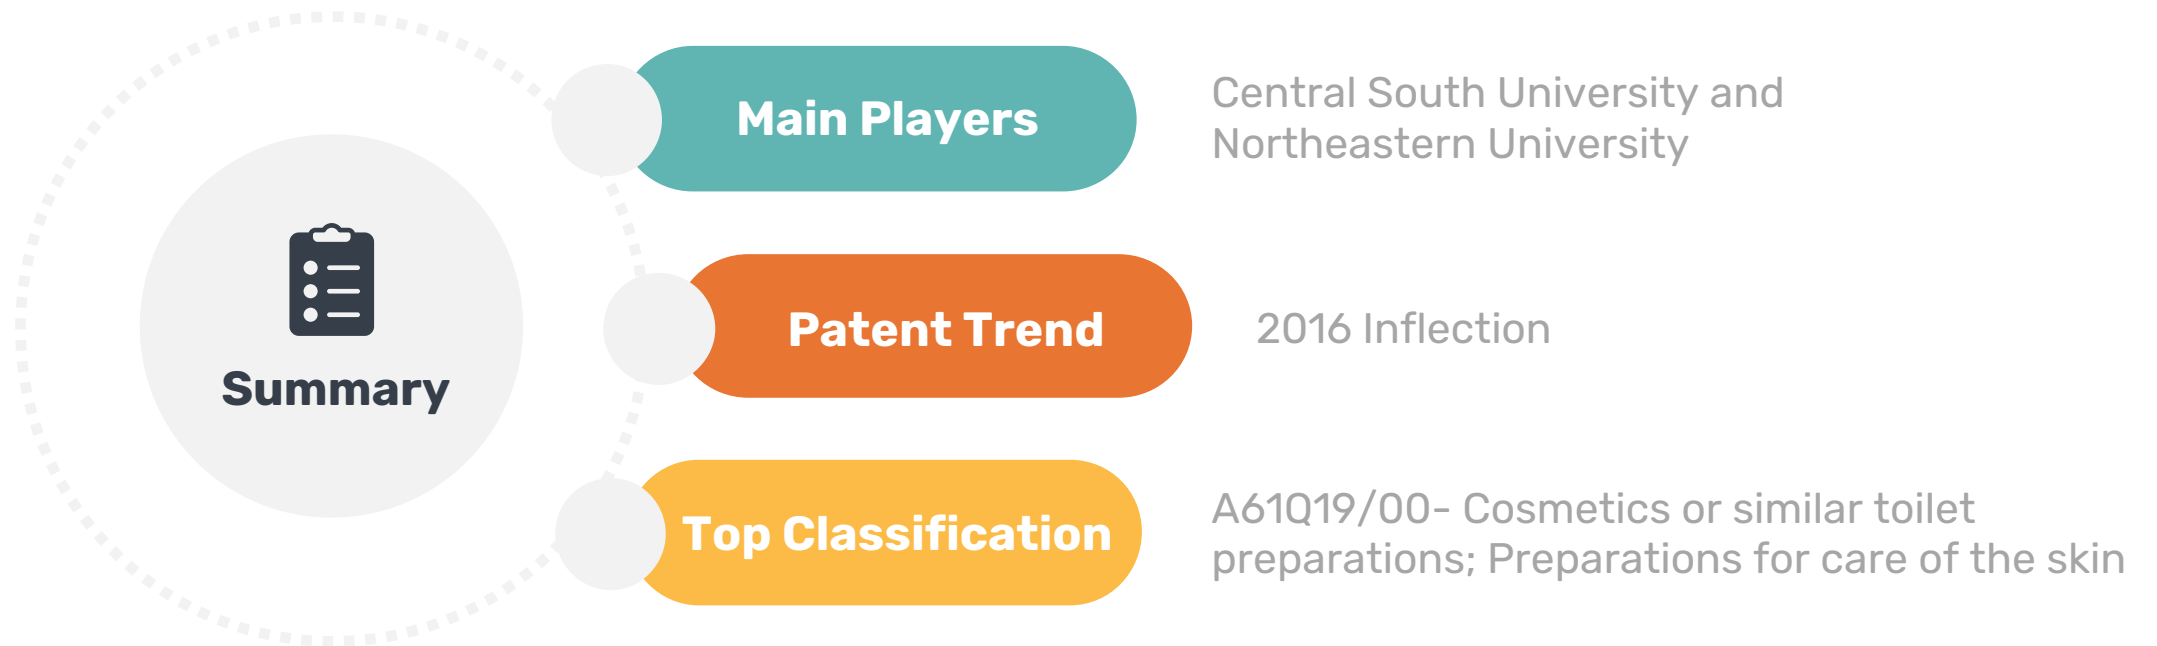 Summary
Main Players
Central South University and
Northeastern University
Patent Trend
2016 Inflection
Top Classification
A61Q19/00- Cosmetics or similar toilet
preparations; Preparations for care of the skin